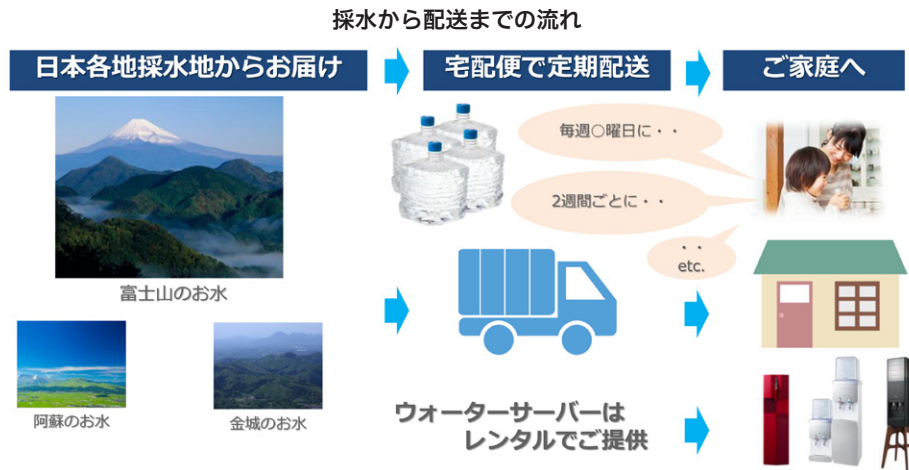 採水から配送までの流れ
日本各地採水地からお届け
宅配便で定期配送
ご家庭へ
毎週○曜日に・・
2週間ごとに・・
・・
etc.
富士山のお水
阿蘇のお水
金城のお水
ウォーターサーバーは
レンタルでご提供